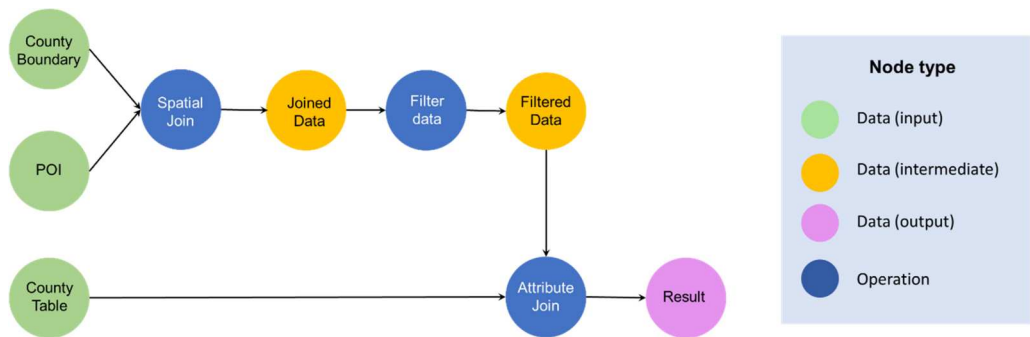 County
Boundary
Spatial
Join
Joined
Data
Filter
data
Filtered
Data
POI
County
Table
Attribute
Join
Result
Node type
Data (input)
Data (intermediate)
Data (output)
Operation